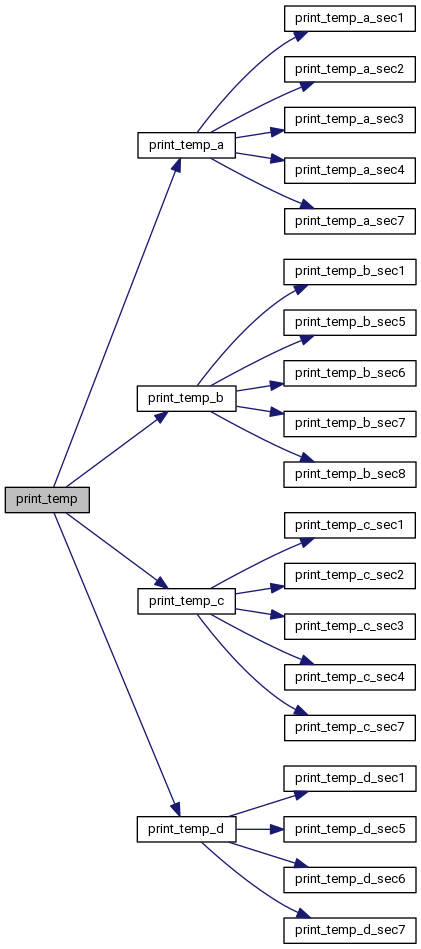 print_temp
print_temp_a
print_temp_a_sec1
print_temp_a_sec2
print_temp_a_sec3
print_temp_a_sec4
print_temp_a_sec7
print_temp_b
print_temp_b_sec1
print_temp_b_sec5
print_temp_b_sec6
print_temp_b_sec7
print_temp_b_sec8
print_temp_c
print_temp_c_sec1
print_temp_c_sec2
print_temp_c_sec3
print_temp_c_sec4
print_temp_c_sec7
print_temp_d
print_temp_d_sec1
print_temp_d_sec5
print_temp_d_sec6
print_temp_d_sec7